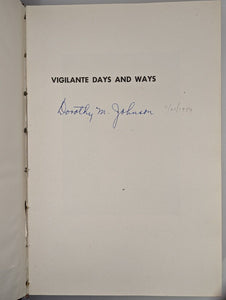 VIGILANTE DAYS AND WAYS
Dorothy M. Johnson